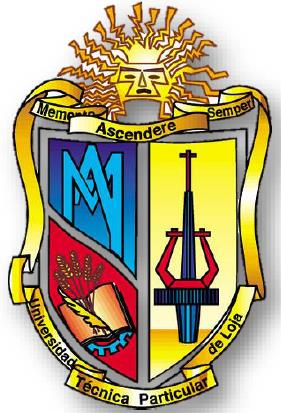 Memento Ascendere Semper
Universidad Técnica Particular de Loja